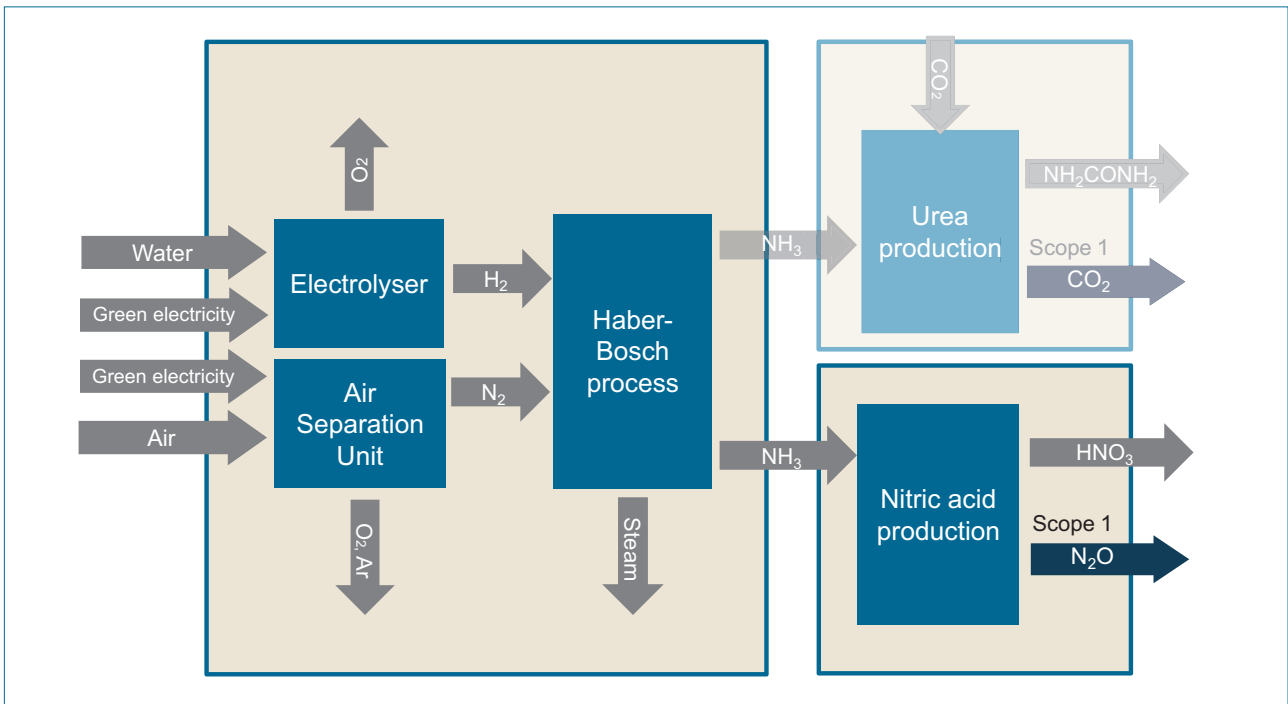 CO₂
O₂
NH₂CONH₂
Urea
production
Water
NH₃
Scope 1
Electrolyser
H₂
CO₂
Green electricity
Haber-
Bosch
process
Green electricity
Air
Separation
Unit
N₂
Air
NH₃
HNO₃
Nitric acid
production
Scope 1
O₂, Ar
Steam
N₂O